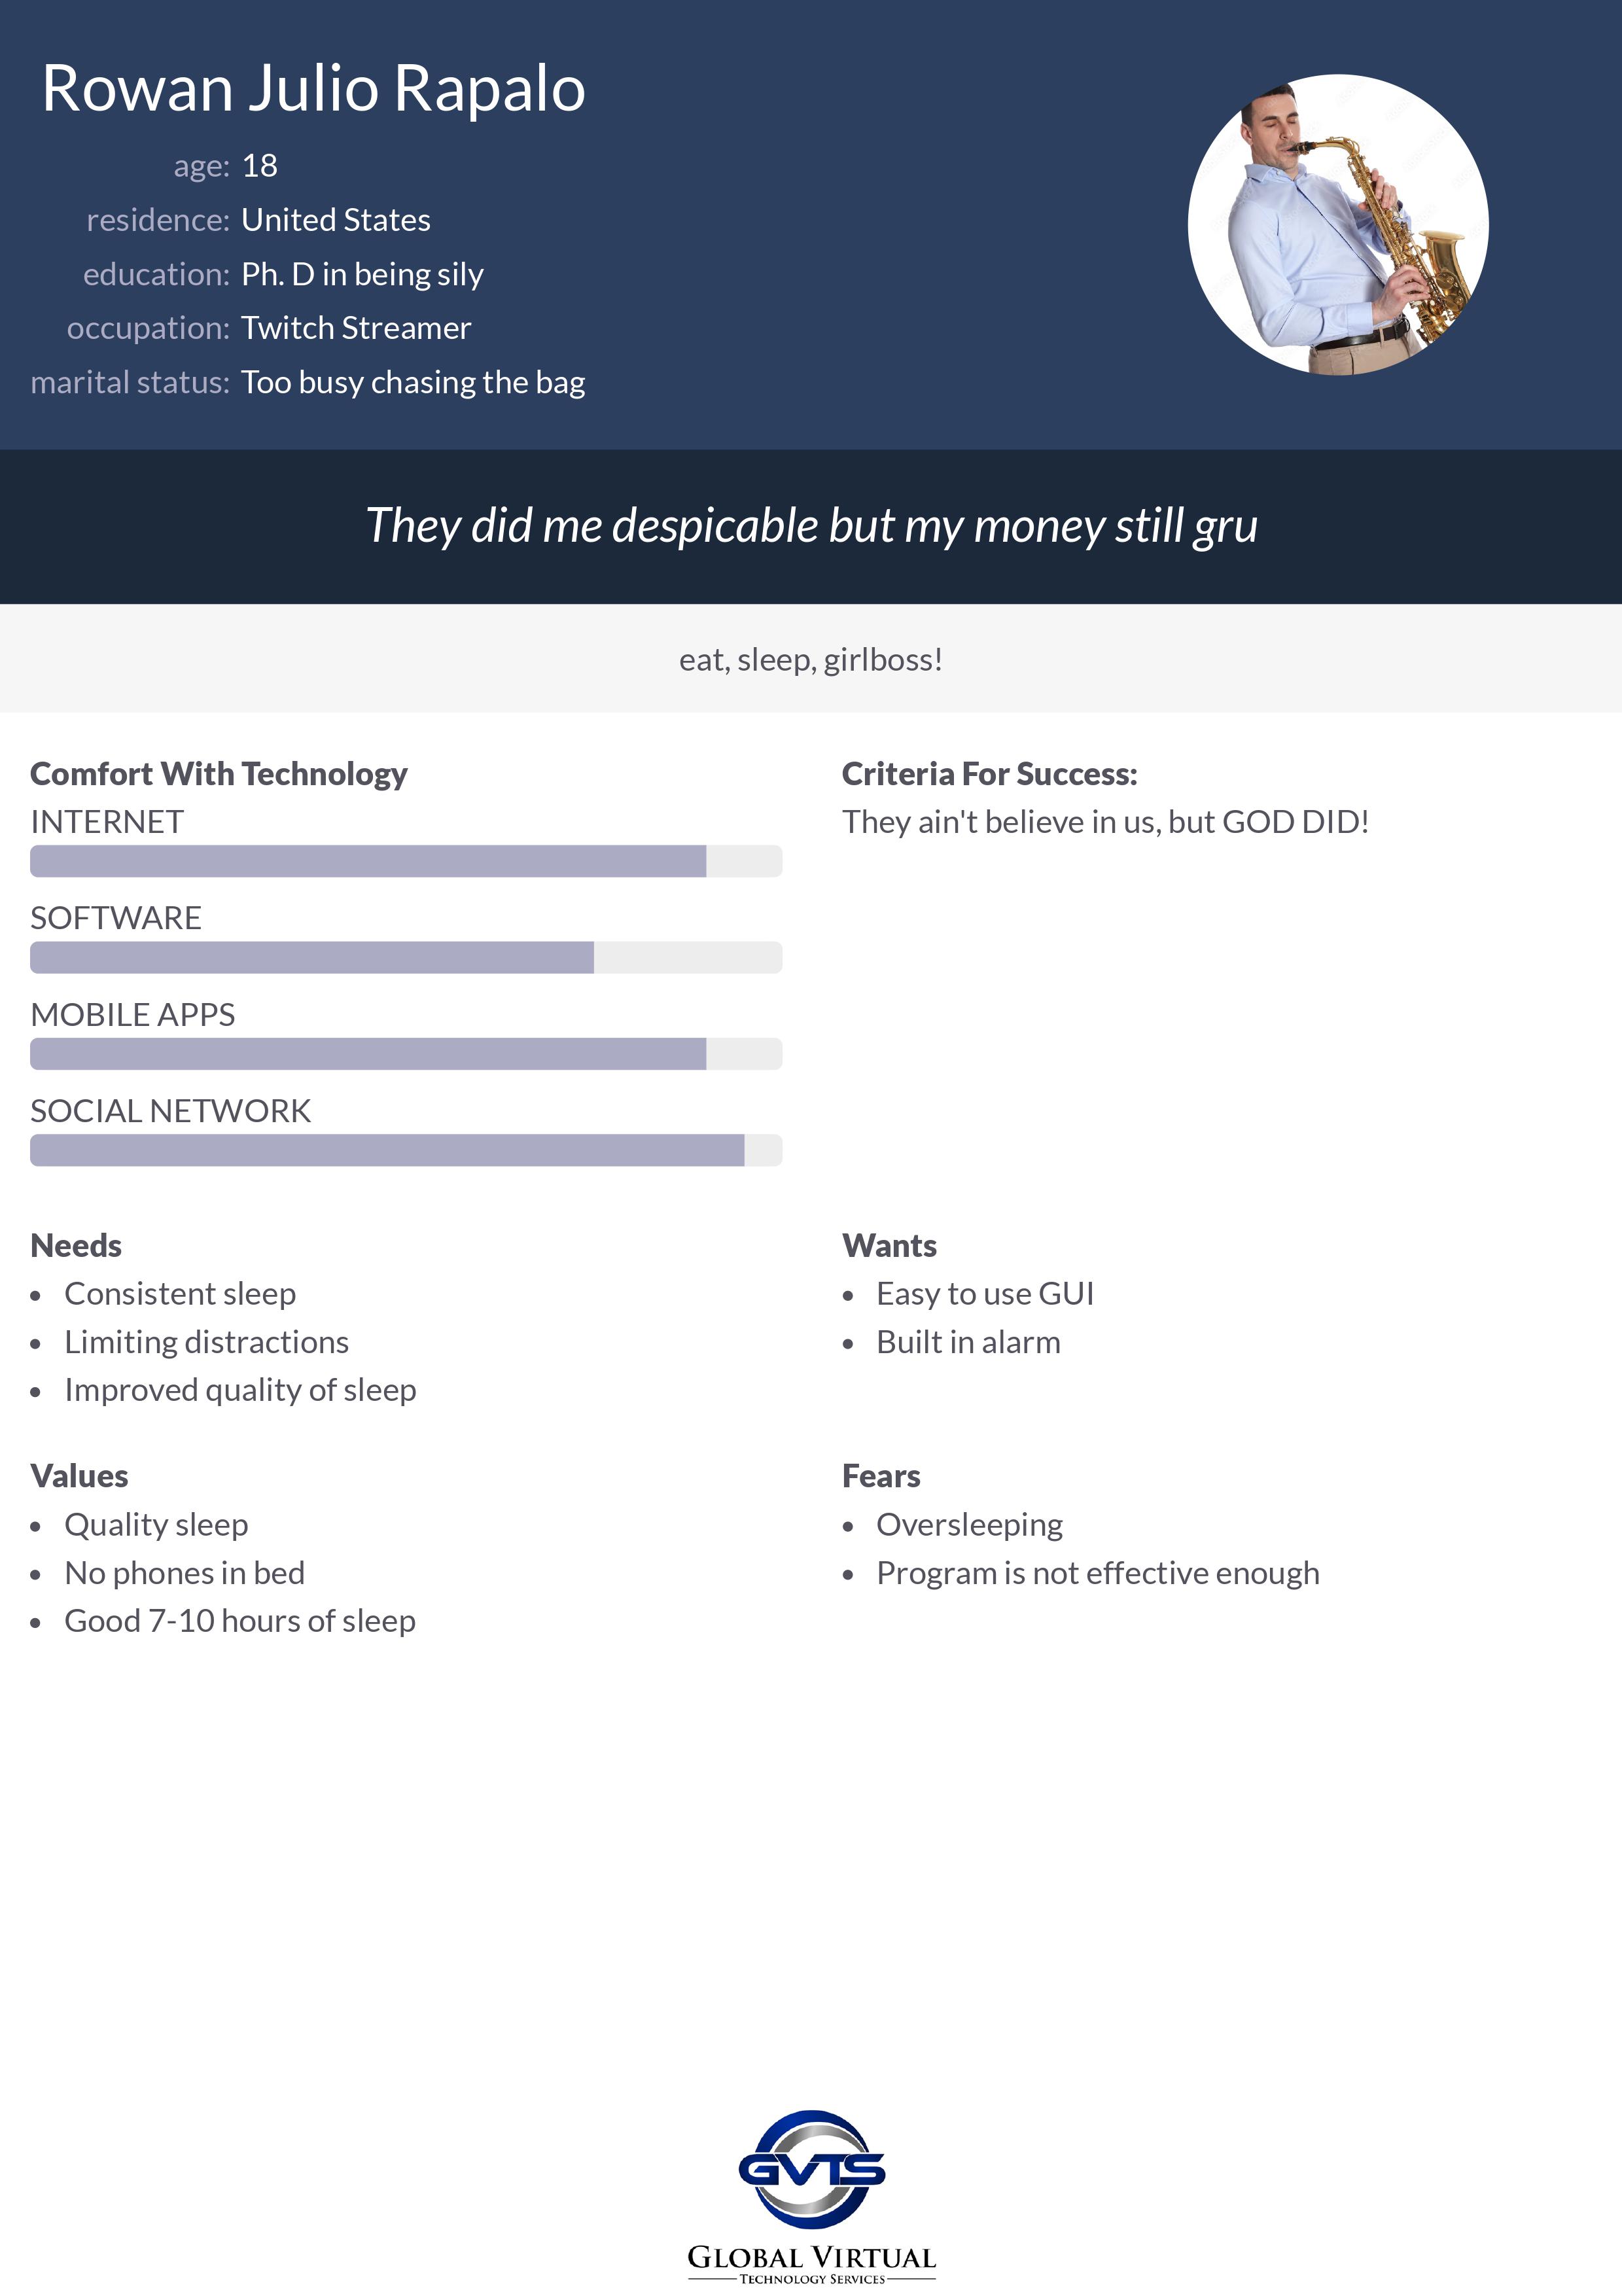 Rowan Julio Rapalo
age: 18
residence: United States
education: Ph. D in being sily
occupation: Twitch Streamer
marital status: Too busy chasing the bag
They did me despicable but my money still gru
eat, sleep, girlboss!
Comfort With Technology
INTERNET
SOFTWARE
MOBILE APPS
SOCIAL NETWORK
Criteria For Success:
They ain't believe in us, but GOD DID!
Needs
• Consistent sleep
• Limiting distractions
• Improved quality of sleep
Wants
• Easy to use GUI
• Built in alarm
Values
• Quality sleep
• No phones in bed
• Good 7-10 hours of sleep
Fears
• Oversleeping
• Program is not effective enough
GVTS
GLOBAL VIRTUAL
TECHNOLOGY SERVICES